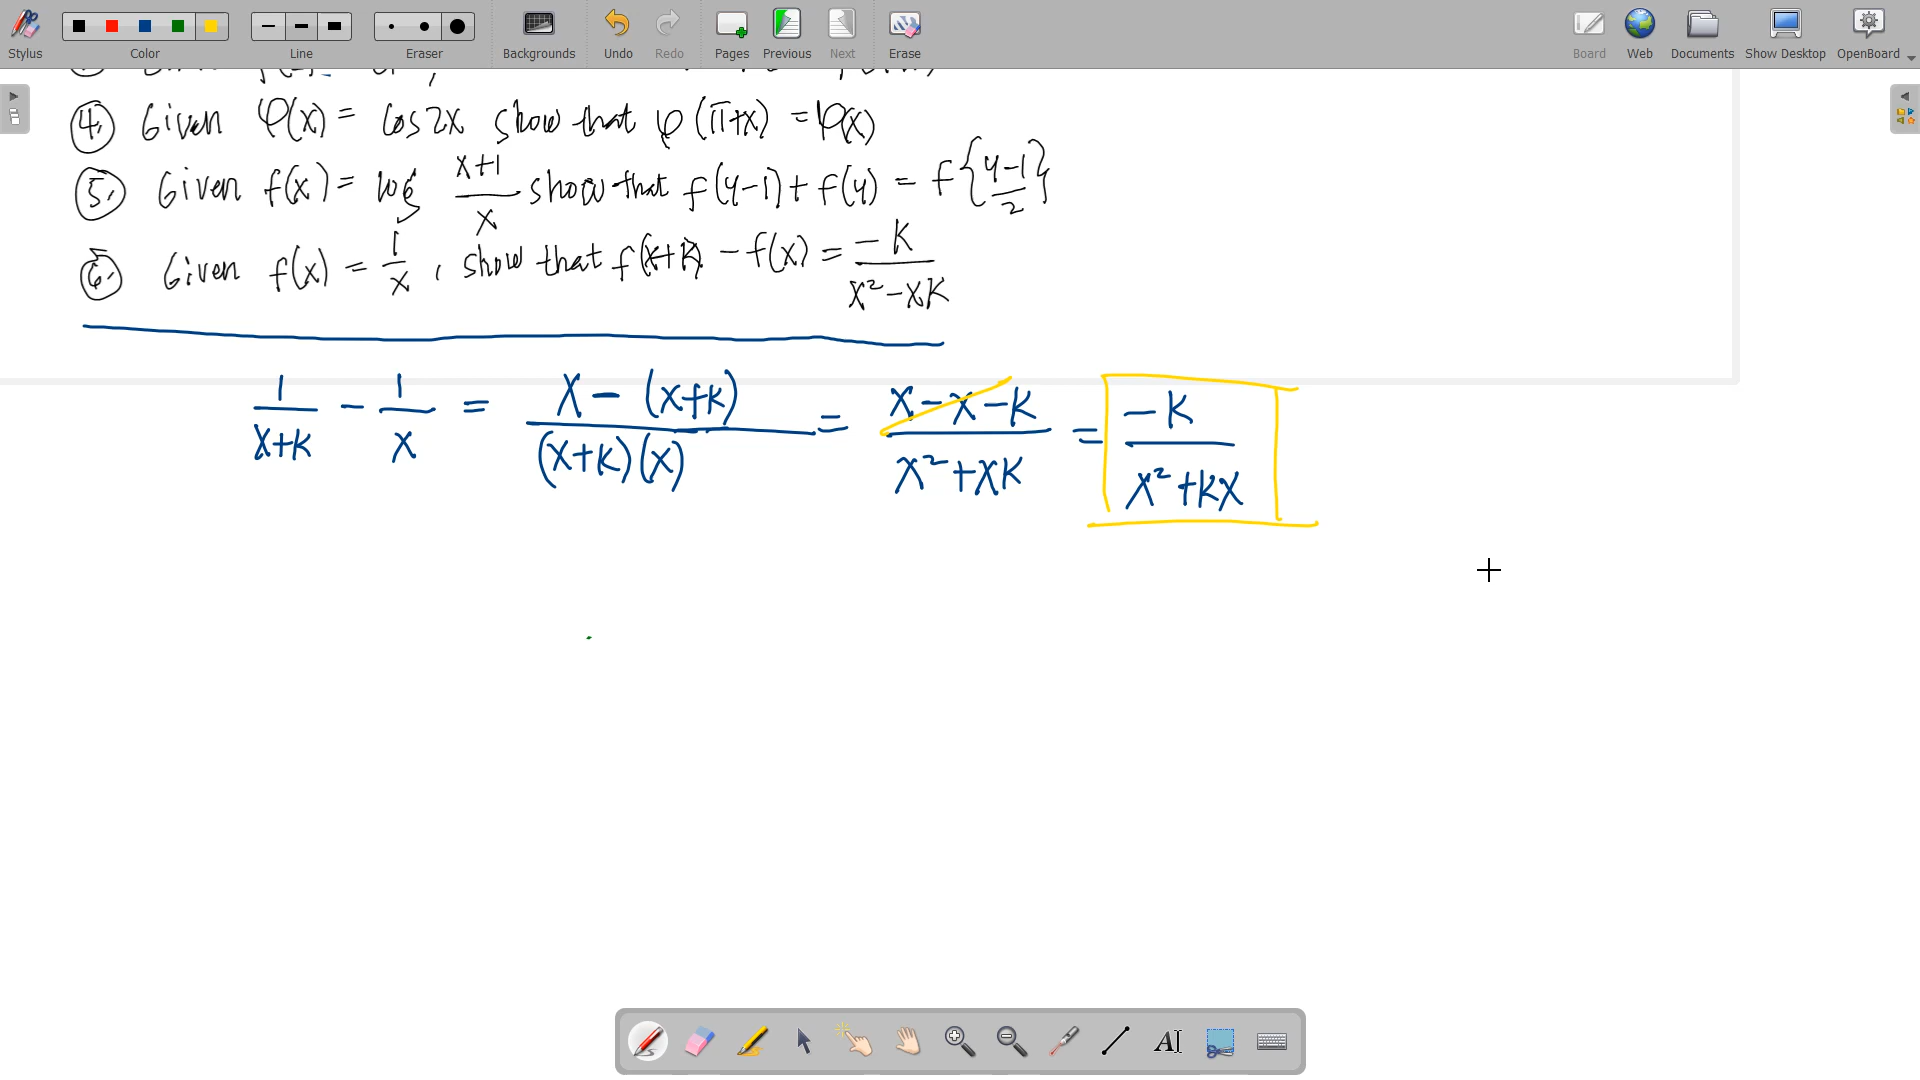 Stylus Color Line Eraser Backgrounds Undo Redo Pages Previous Next Erase Board Web Documents Show Desktop OpenBoard
④ Given φ(x) = cos2x show that φ(π+x) = φ(x)
⑤ Given f(x) = log (x+1)/x show that f(y-1) + f(y) = f{(y-1)/2}
⑥ Given f(x) = 1/x , show that f(x+k) - f(x) = -k/(x²-xk)
1/(x+k) - 1/x = (x-(x+k))/((x+k)(x)) = (x-x-k)/(x²+xk) = -k/(x²+kx)
AI